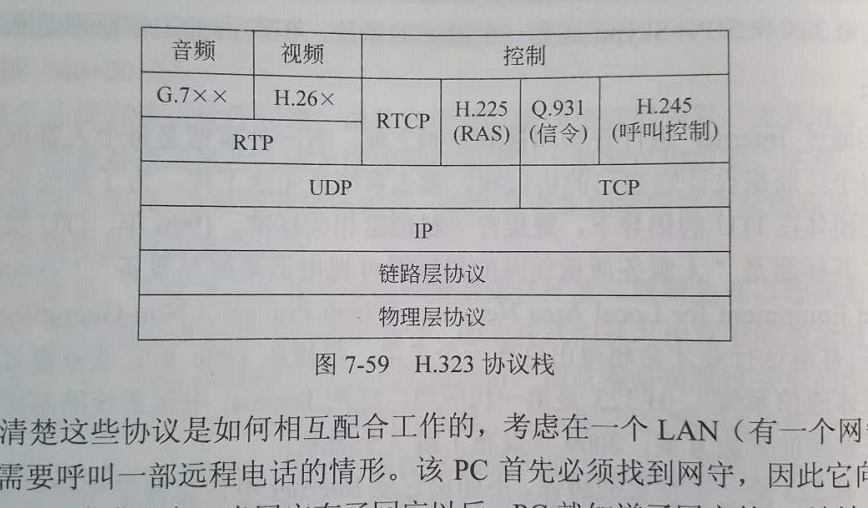 音频 视频 控制
G.7×× H.26× RTCP H.225 Q.931 H.245
(RAS) (信令) (呼叫控制)
RTP
UDP TCP
IP
链路层协议
物理层协议
图 7-59 H.323 协议栈
清楚这些协议是如何相互配合工作的，考虑在一个 LAN（有一个网
需要呼叫一部远程电话的情形。该 PC 首先必须找到网守，因此它向